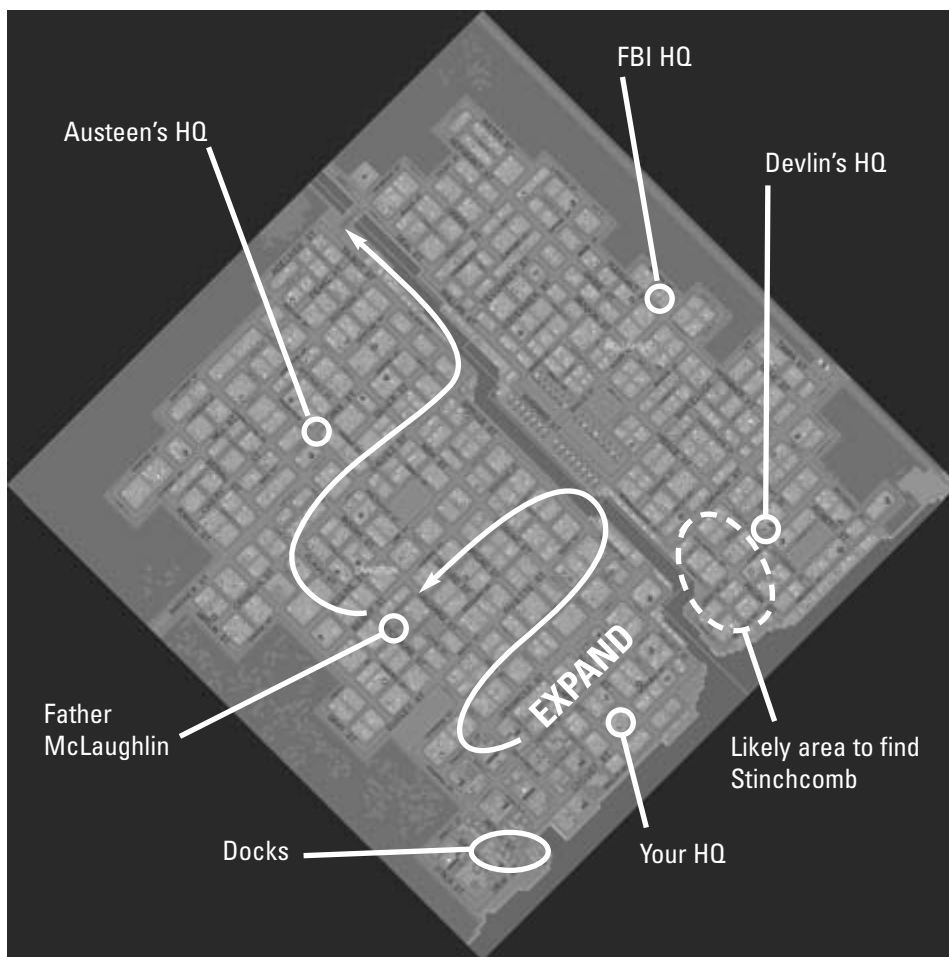 FBI HQ
Austeen's HQ
Devlin's HQ
EXPAND
Father
McLaughlin
Likely area to find
Stinchcomb
Docks
Your HQ